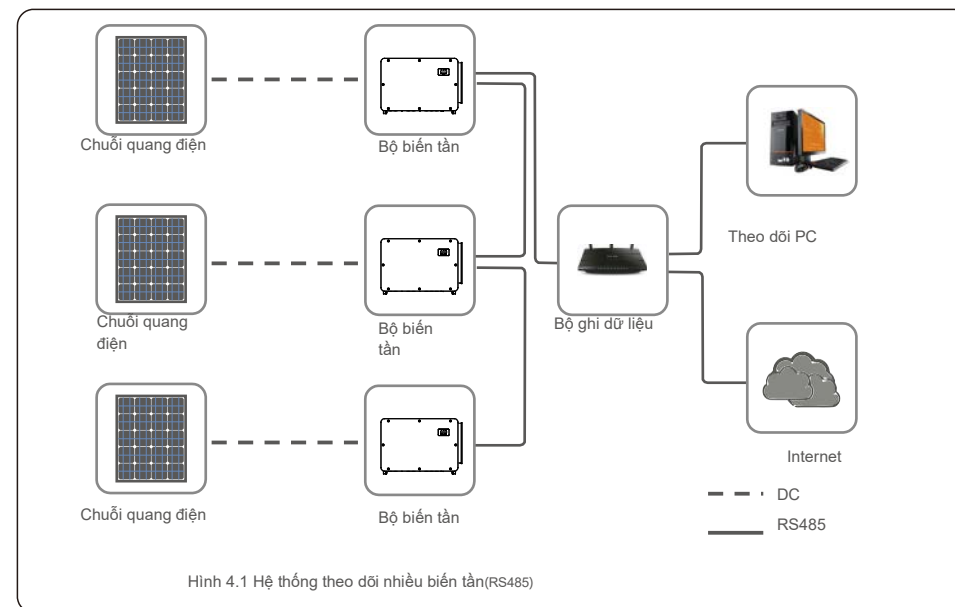 Chuỗi quang điện
Bộ biến tần
Theo dõi PC
Chuỗi quang
điện
Bộ biến
tần
Bộ ghi dữ liệu
Internet
Chuỗi quang điện
Bộ biến tần
DC
RS485
Hình 4.1 Hệ thống theo dõi nhiều biến tần(RS485)